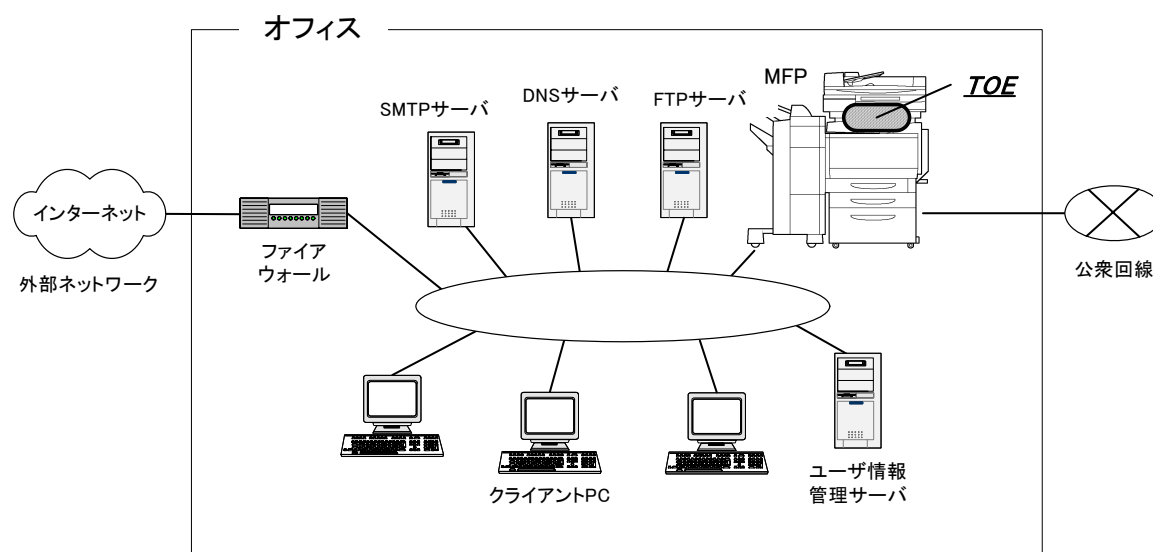 オフィス
MFP
TOE
SMTPサーバ
DNSサーバ
FTPサーバ
インターネット
ファイア
ウォール
外部ネットワーク
公衆回線
クライアントPC
ユーザ情報
管理サーバ